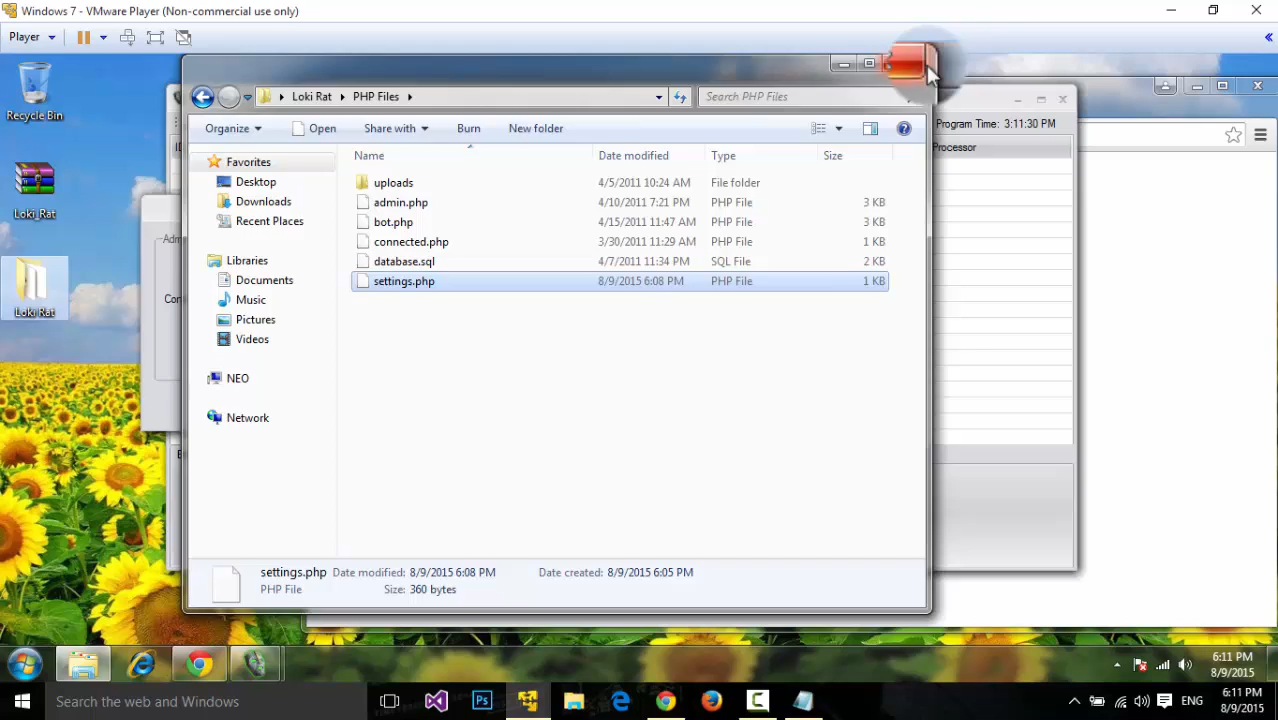 Windows 7 - VMware Player (Non-commercial use only)
Player
Recycle Bin
Loki Rat
PHP Files
Search PHP Files
Organize
Open
Share with
Burn
New folder
Program Time: 3:11:30 PM
Processor
Name
Date modified
Type
Size
Favorites
Desktop
Downloads
Recent Places
Libraries
Documents
Music
Pictures
Videos
NEO
Network
uploads 4/5/2011 10:24 AM File folder
admin.php 4/10/2011 7:21 PM PHP File 3 KB
bot.php 4/15/2011 11:47 AM PHP File 3 KB
connected.php 3/30/2011 11:29 AM PHP File 1 KB
database.sql 4/7/2011 11:34 PM SQL File 2 KB
settings.php 8/9/2015 6:08 PM PHP File 1 KB
Loki_Rat
Loki Rat
Adm
Con
settings.php Date modified: 8/9/2015 6:08 PM Date created: 8/9/2015 6:05 PM
PHP File Size: 360 bytes
6:11 PM
8/9/2015
Search the web and Windows
Ps
ENG
6:11 PM
8/9/2015